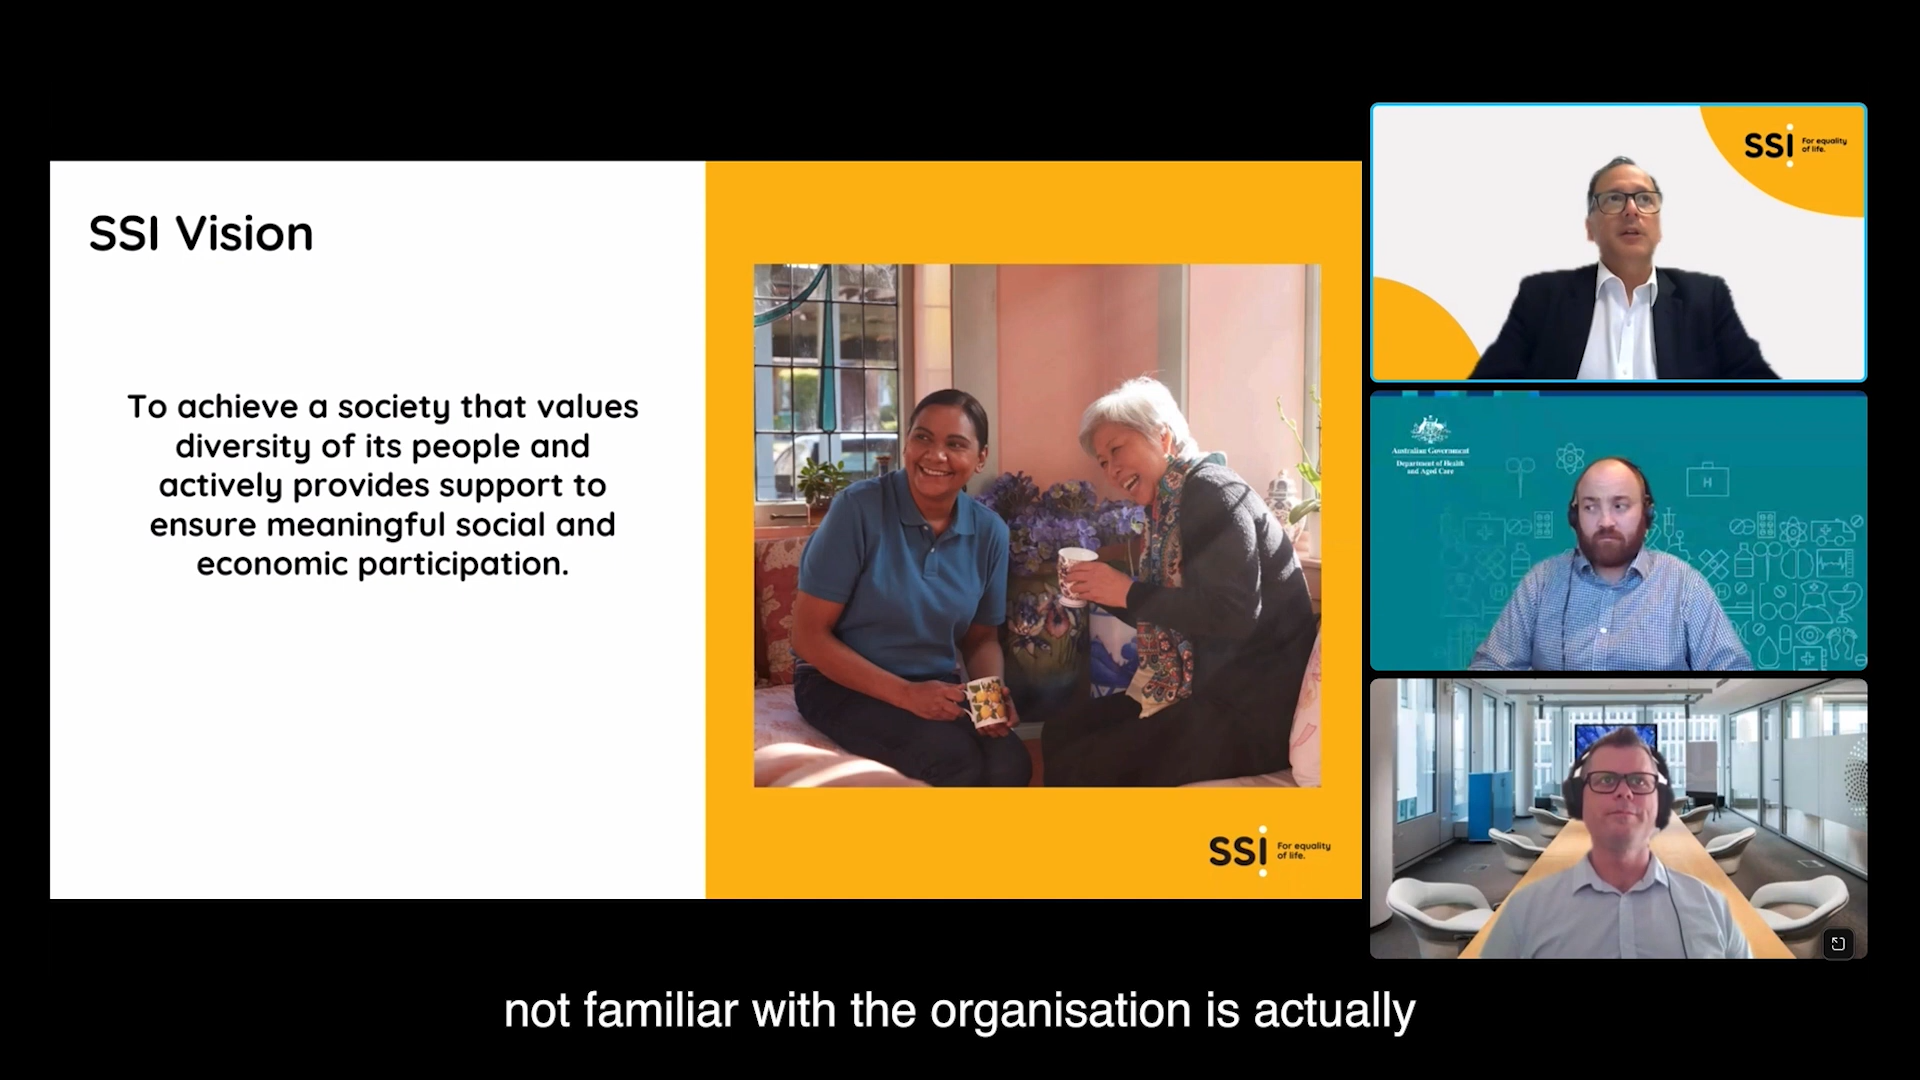 SSI Vision
To achieve a society that values
diversity of its people and
actively provides support to
ensure meaningful social and
economic participation.
SSI For equality
of life.
SSI For equality
of life.
Australian Government
Department of Health
and Aged Care
H
not familiar with the organisation is actually